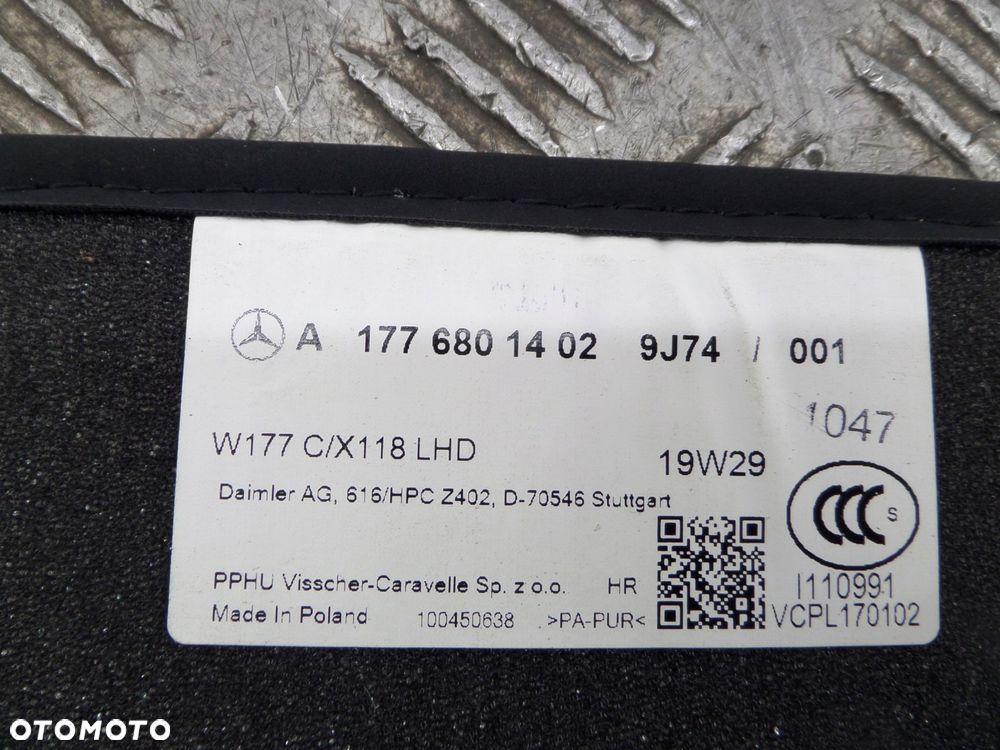 A 177 680 14 02 9J74 / 001
1047
W177 C/X118 LHD
19W29
Daimler AG, 616/HPC Z402, D-70546 Stuttgart
CCC S
PPHU Visscher-Caravelle Sp. z o.o. HR
I110991
Made In Poland 100450638 >PA-PUR<
VCPL170102
OTOMOTO